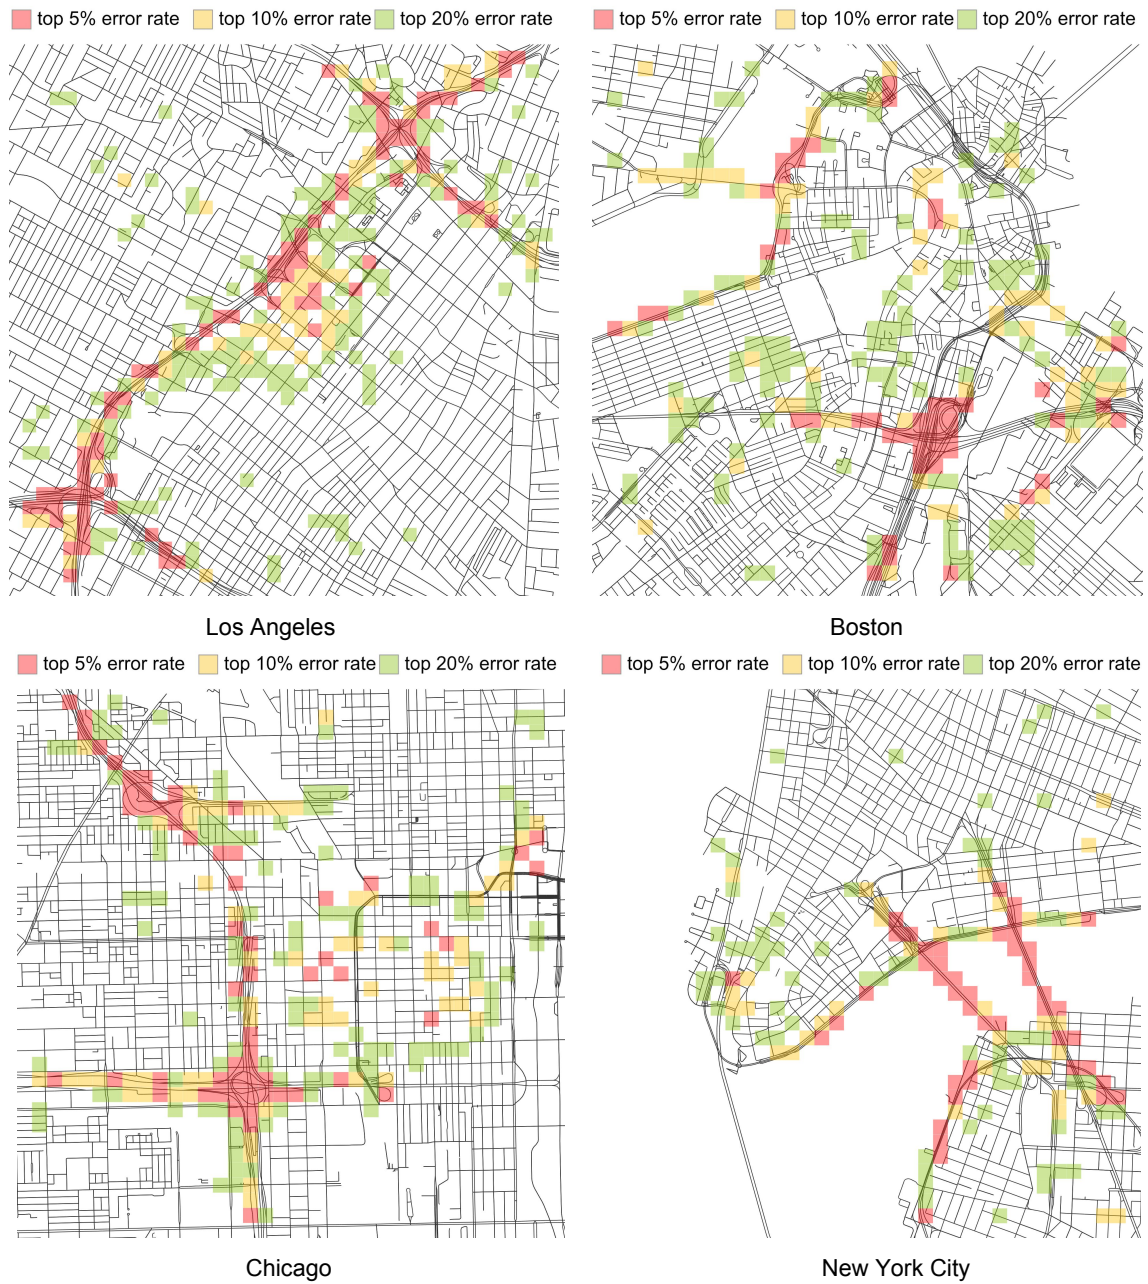 top 5% error rate top 10% error rate top 20% error rate
top 5% error rate top 10% error rate top 20% error rate
Los Angeles
Boston
top 5% error rate top 10% error rate top 20% error rate
top 5% error rate top 10% error rate top 20% error rate
Chicago
New York City